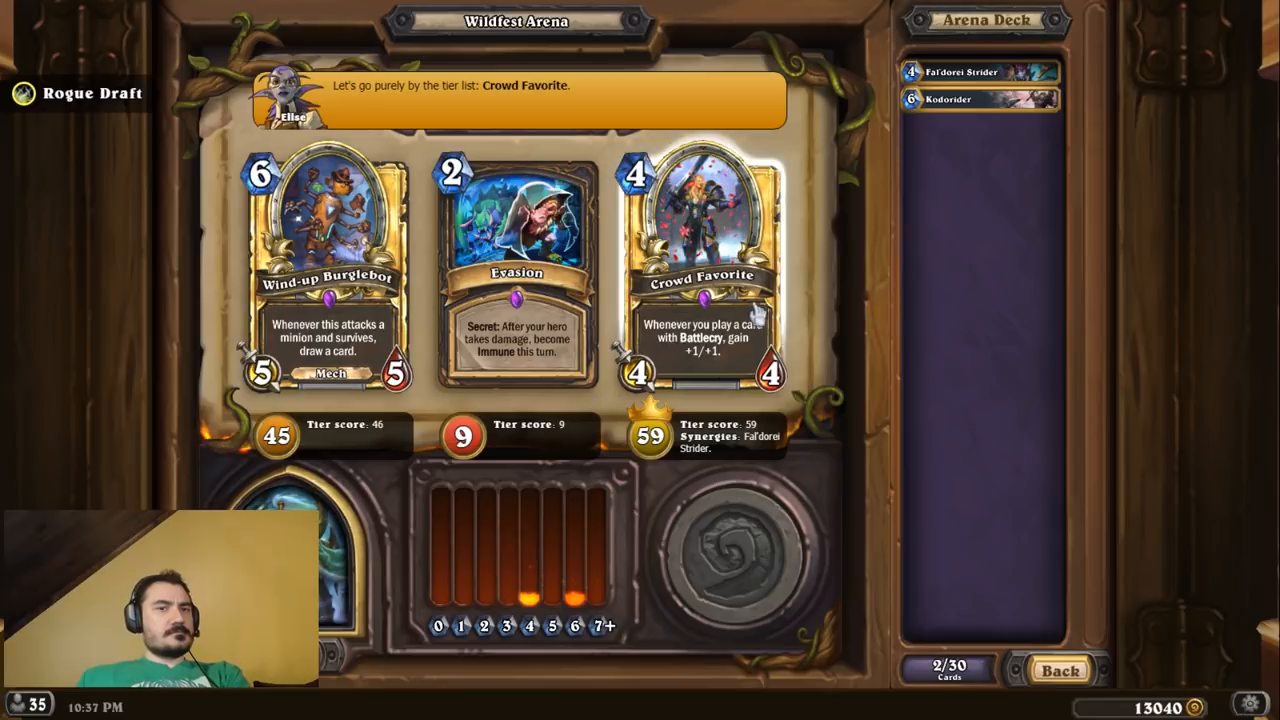 Wildfest Arena
Arena Deck
Rogue Draft
Let's go purely by the tier list: Crowd Favorite.
Elise
4 Fal'dorei Strider
6 Kodorider
6
Wind-up Burglebot
Whenever this attacks a
minion and survives,
draw a card.
5
Mech
5
2
Evasion
Secret: After your hero
takes damage, become
Immune this turn.
4
Crowd Favorite
Whenever you play a
with Battlecry, gain
+1/+1.
4
4
45
Tier score: 46
9
Tier score: 9
59
Tier score: 59
Synergies: Fal'dorei
Strider.
0 1 2 3 4 5 6 7+
2/30
Cards
Back
35
10:37 PM
13040